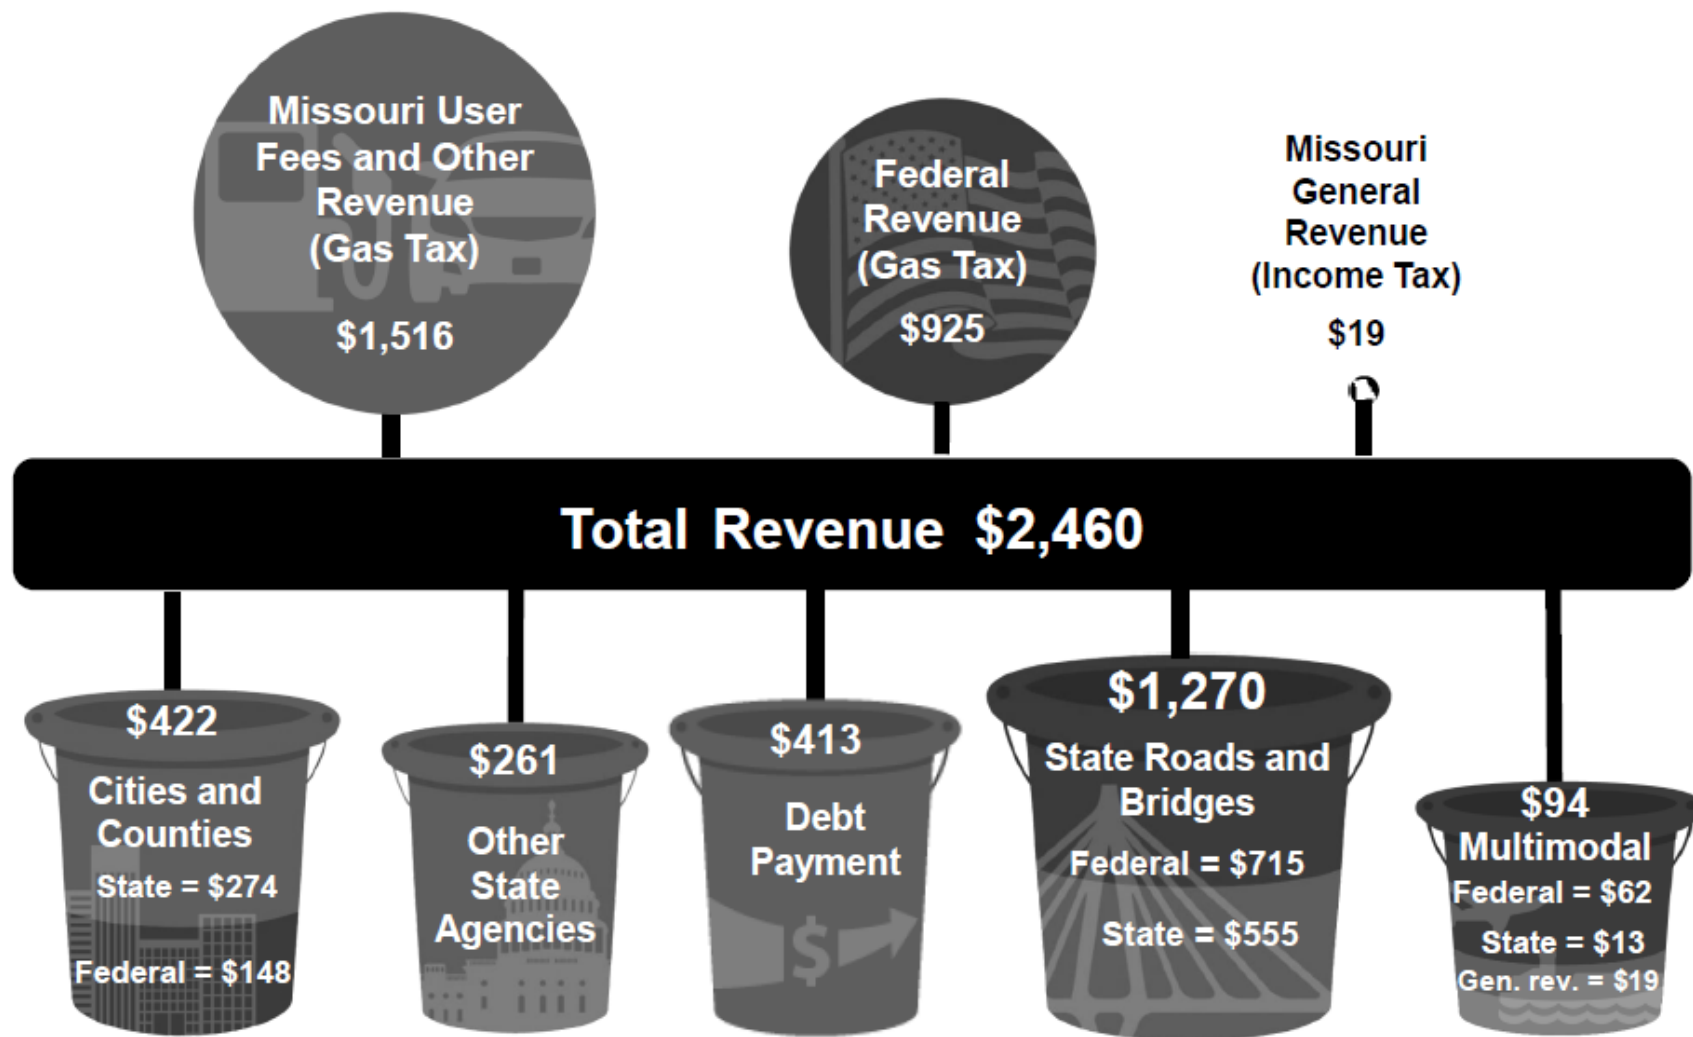 Missouri User
Fees and Other
Revenue
(Gas Tax)
$1,516
Federal
Revenue
(Gas Tax)
$925
Missouri
General
Revenue
(Income Tax)
$19
Total Revenue $2,460
$422
Cities and
Counties
State = $274
Federal = $148
$261
Other
State
Agencies
$413
Debt
Payment
$
$1,270
State Roads and
Bridges
Federal = $715
State = $555
$94
Multimodal
Federal = $62
State = $13
Gen. rev. = $19